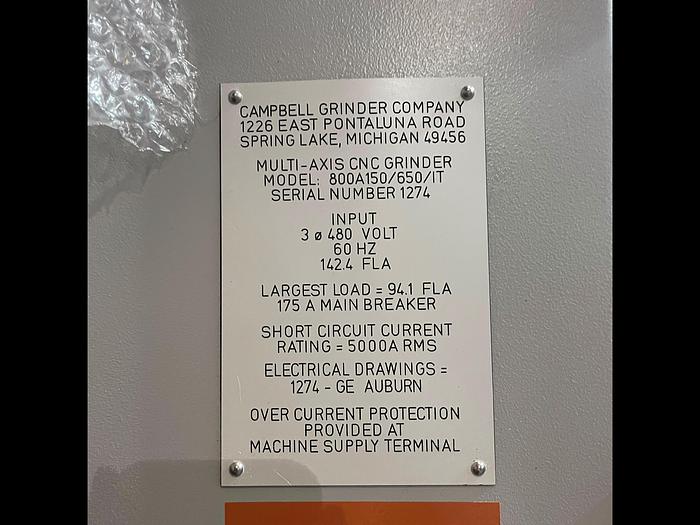 CAMPBELL GRINDER COMPANY
1226 EAST PONTALUNA ROAD
SPRING LAKE, MICHIGAN 49456
MULTI-AXIS CNC GRINDER
MODEL: 800A150/650/IT
SERIAL NUMBER 1274
INPUT
3 ø 480 VOLT
60 HZ
142.4 FLA
LARGEST LOAD = 94.1 FLA
175 A MAIN BREAKER
SHORT CIRCUIT CURRENT
RATING = 5000A RMS
ELECTRICAL DRAWINGS =
1274 - GE AUBURN
OVER CURRENT PROTECTION
PROVIDED AT
MACHINE SUPPLY TERMINAL